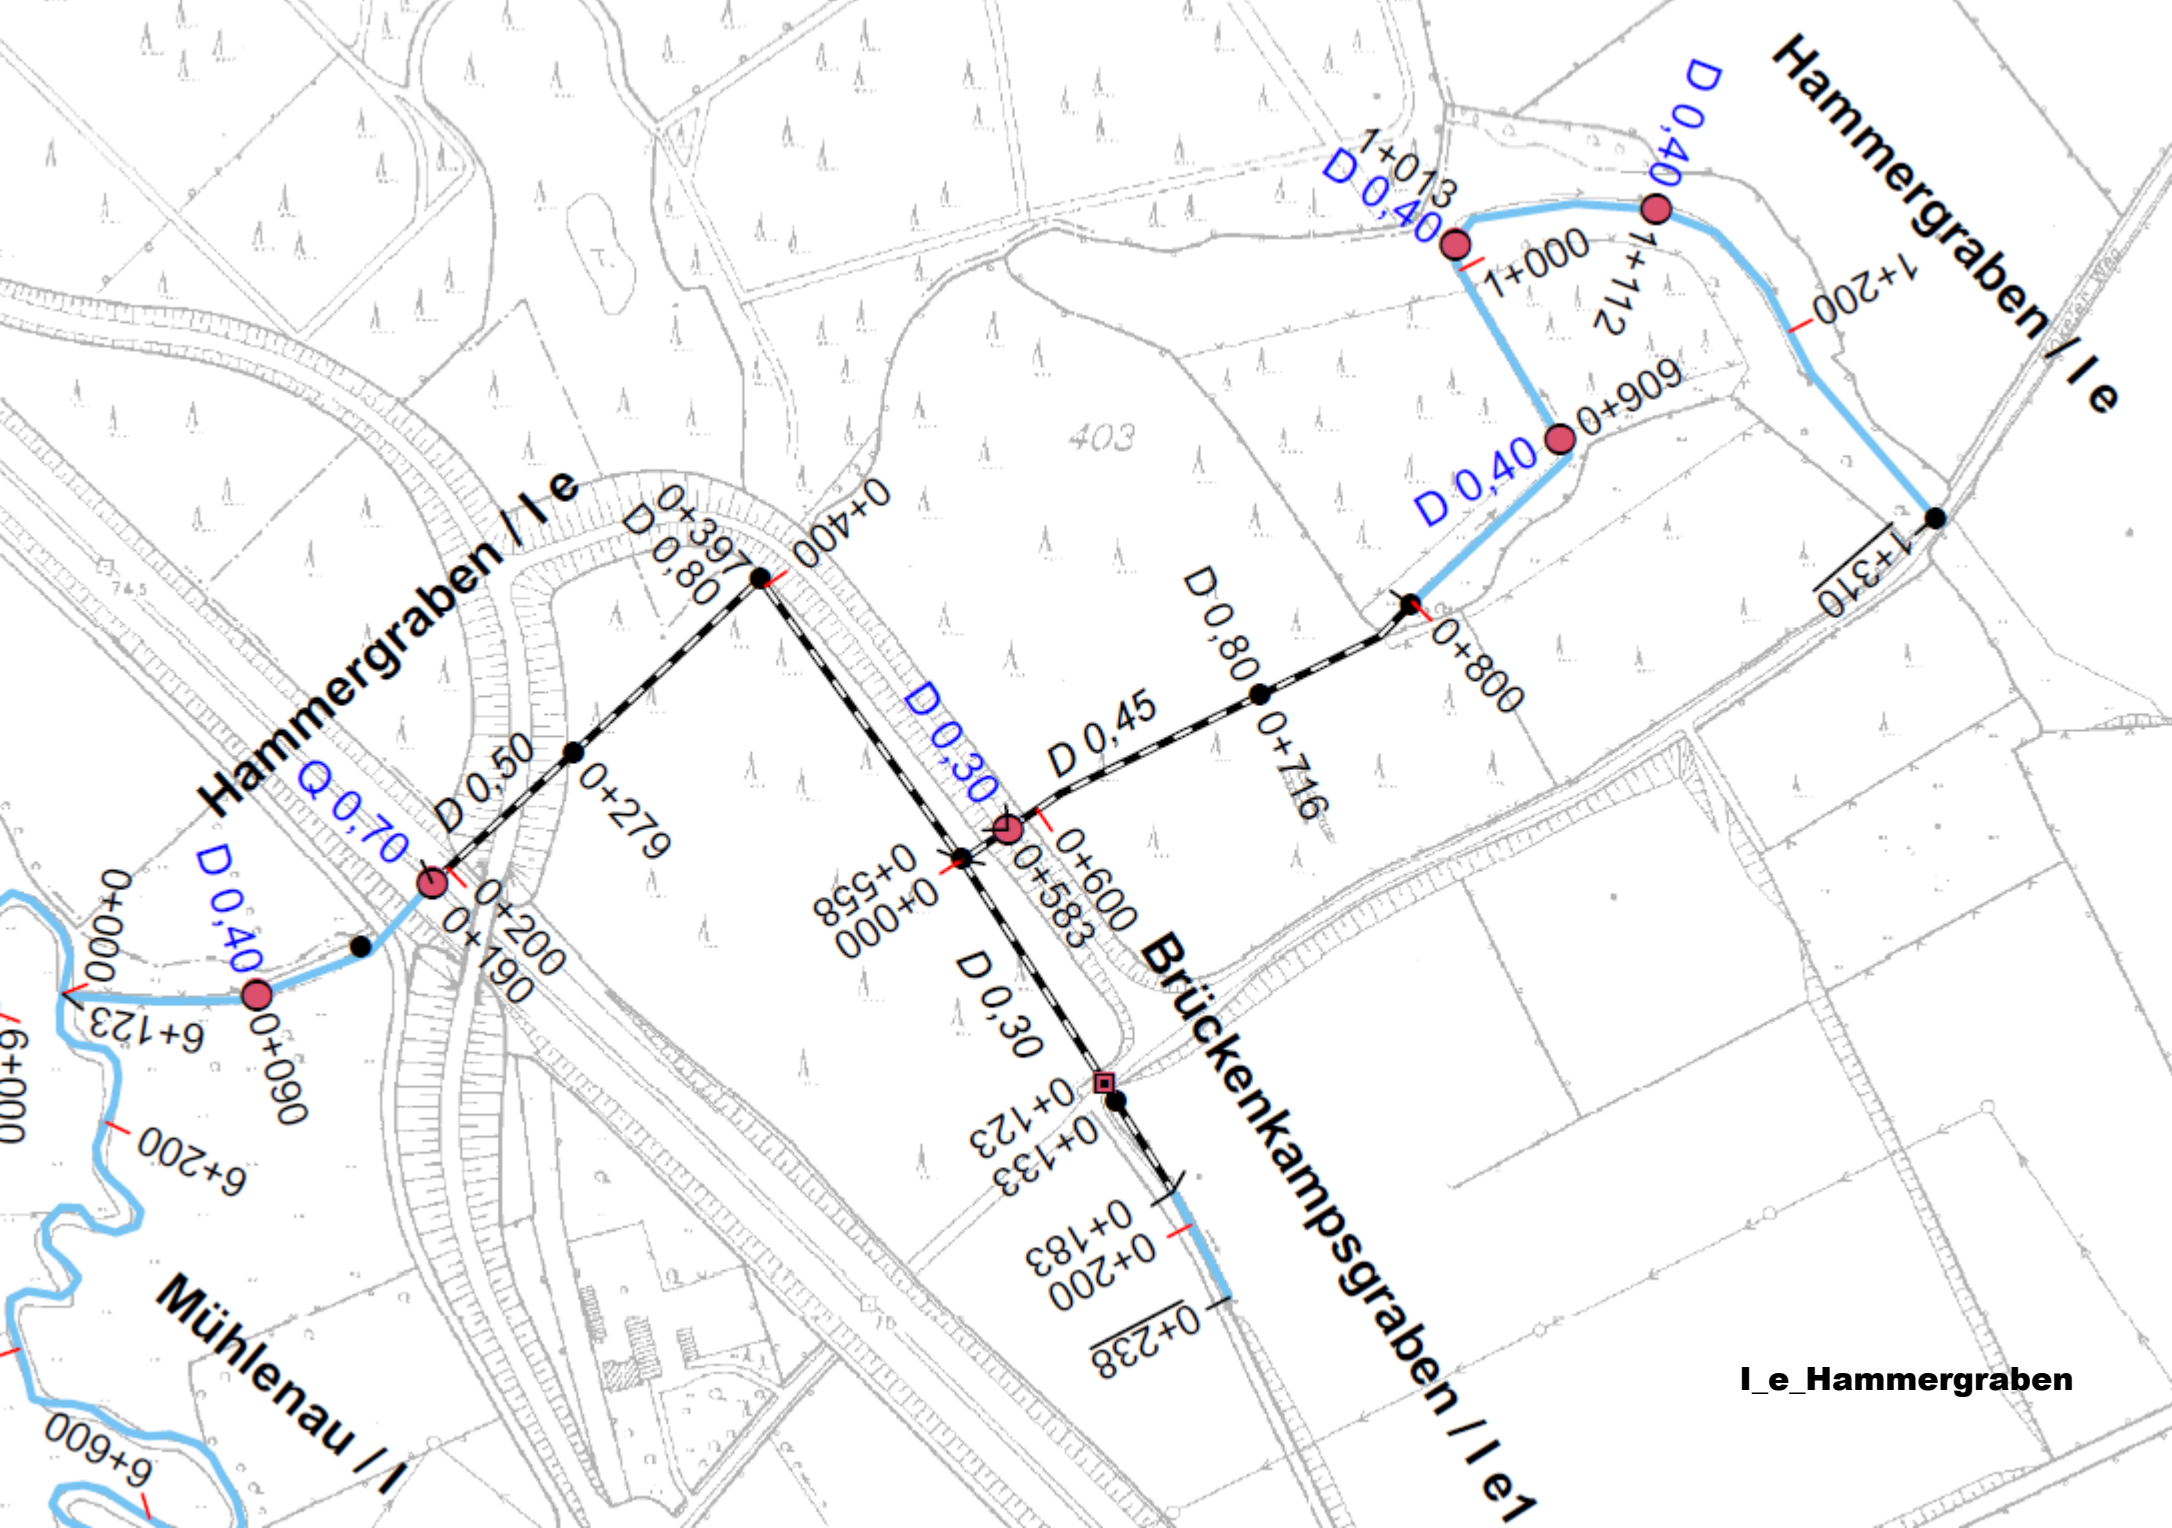 Hammergraben / I e
D 0,40
1+013
D 0,40
1+000
1+112
1+200
0+909
D 0,40
403
1+310
0+400
0+397
D 0,80
Hammergraben / I e
74,5
D 0,80
0+800
D 0,45
0+716
D 0,30
D 0,50
0+279
Q 0,70
D 0,40
0+000
6+123
0+090
0+200
0+190
0+558
0+000
0+600
0+583
D 0,30
Brückenkampsgraben / I e1
0+123
0+133
0+183
0+200
0+238
6+000
6+200
Mühlenau / I
6+600
I_e_Hammergraben